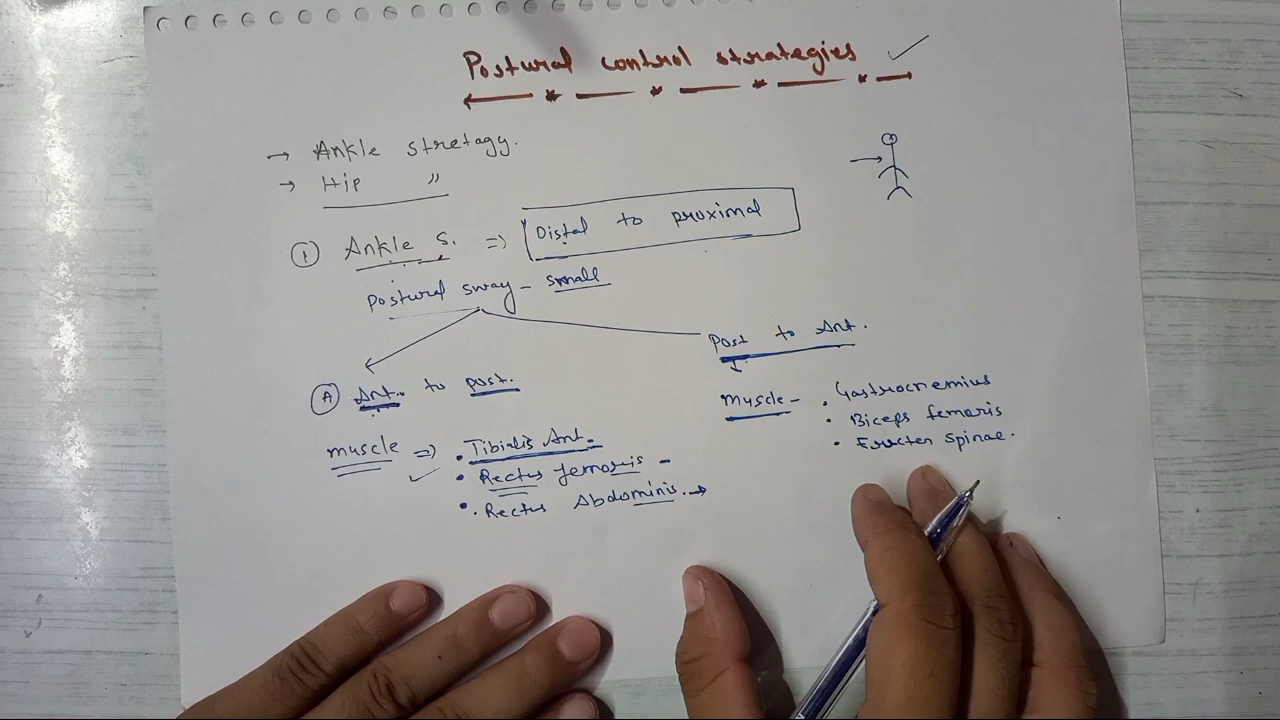 Postural control strategies
→ Ankle stretagy.
→ Hip "
① Ankle s. => Distal to proximal
Postural sway - small
Ⓐ Ant. to post.
muscle => • Tibialis Ant.
• Rectus femoris -
• Rectus Abdominis. →
Post to Ant.
muscle - • Gastrocnemius
• Biceps femoris
• Erecter spinae.